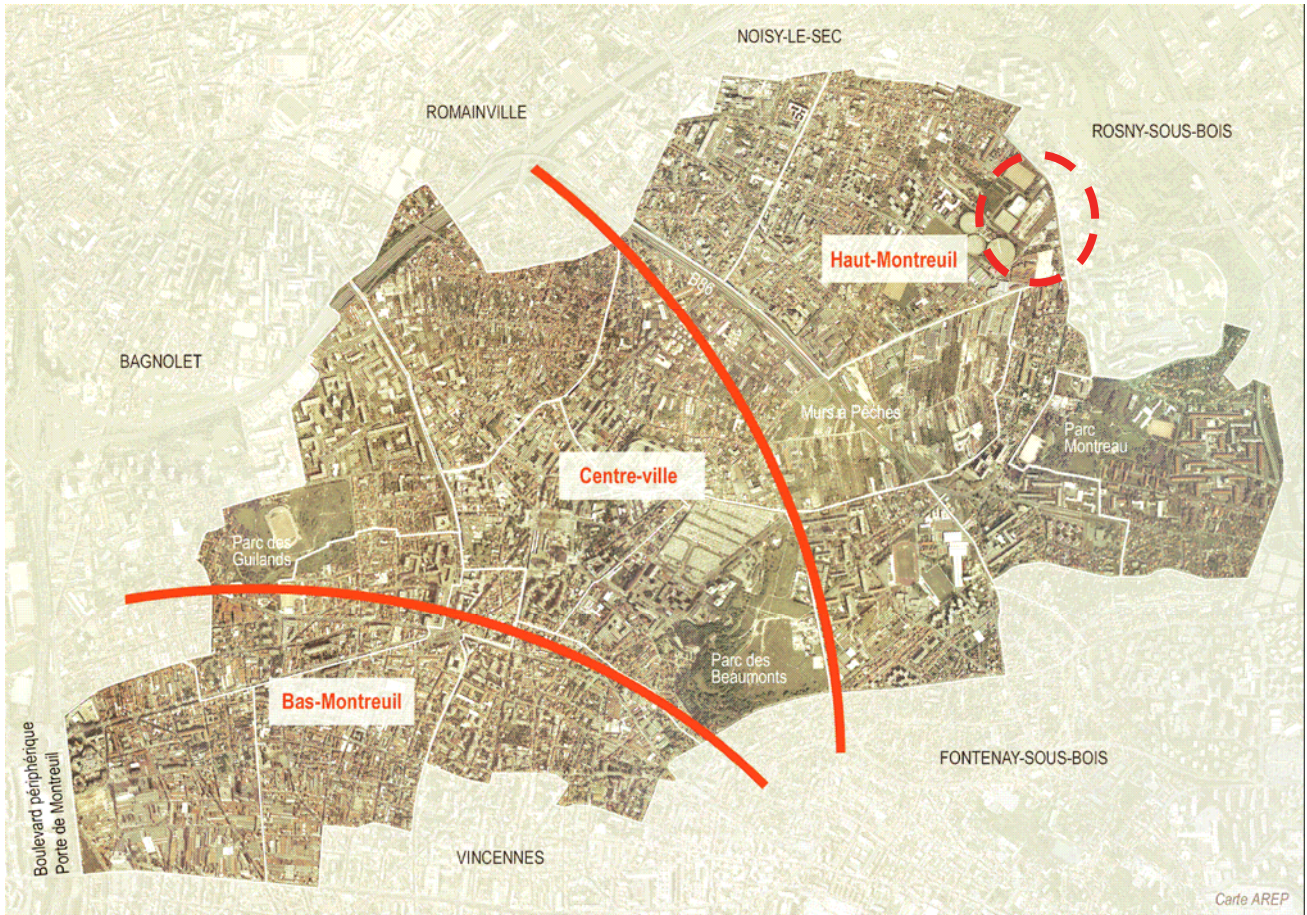 NOISY-LE-SEC
ROMAINVILLE
ROSNY-SOUS-BOIS
Haut-Montreuil
B86
BAGNOLET
Murs à Pêches
Parc
Montreau
Centre-ville
Parc des
Guilands
Parc des
Beaumonts
Bas-Montreuil
Boulevard périphérique
Porte de Montreuil
FONTENAY-SOUS-BOIS
VINCENNES
Carte AREP